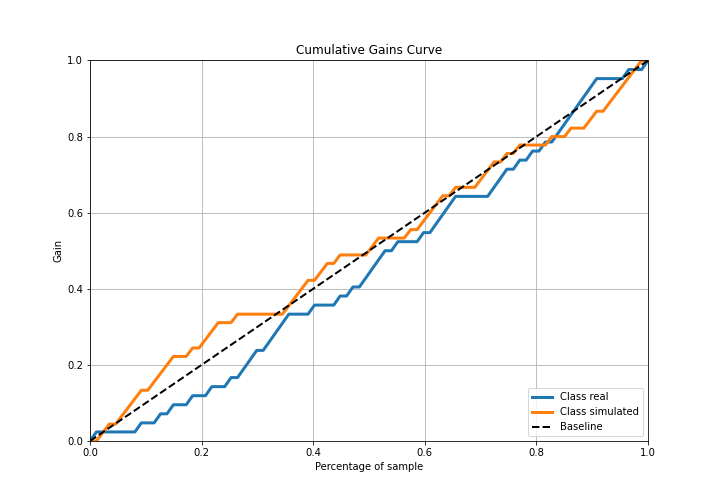 Cumulative Gains Curve
1.0
0.8
0.6
0.4
0.2
0.0
Gain
0.0 0.2 0.4 0.6 0.8 1.0
Percentage of sample
Class real
Class simulated
Baseline